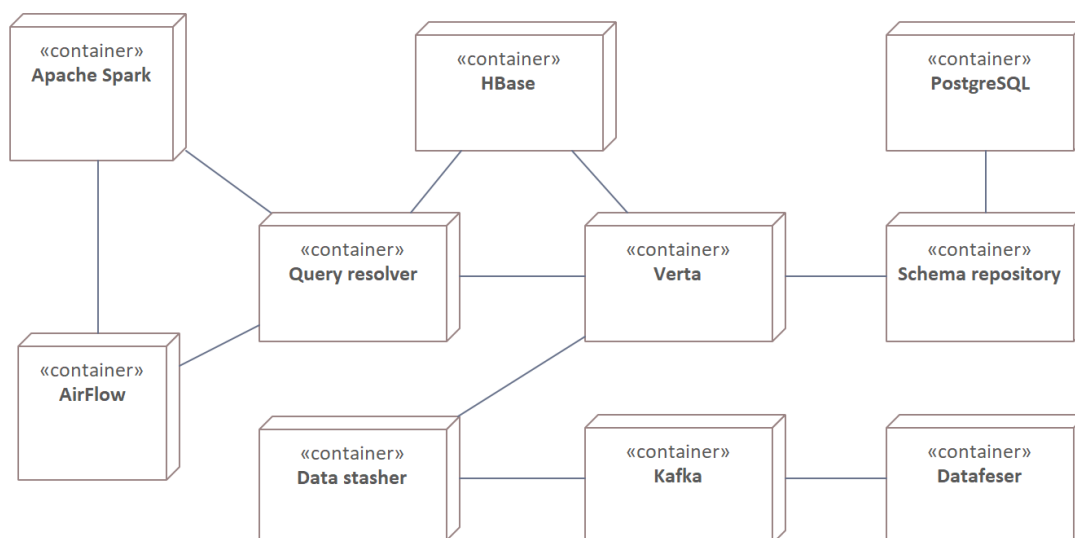 «container»
Apache Spark
«container»
HBase
«container»
PostgreSQL
«container»
Query resolver
«container»
Verta
«container»
Schema repository
«container»
AirFlow
«container»
Data stasher
«container»
Kafka
«container»
Datafeser